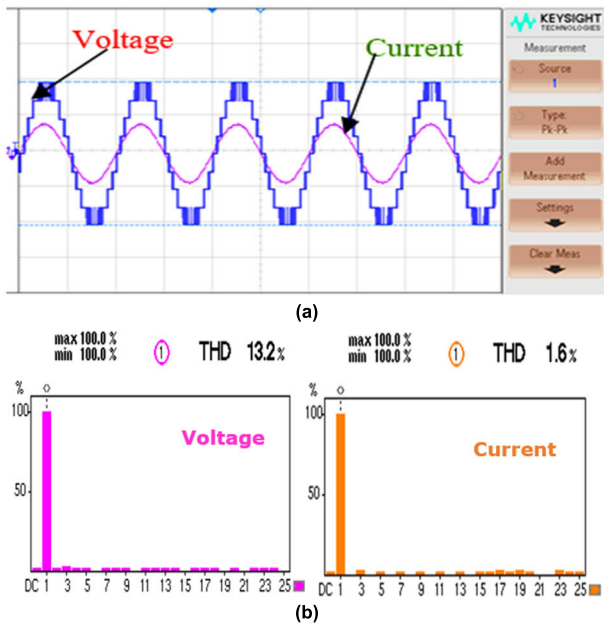 Voltage
Current
KEYSIGHT
TECHNOLOGIES
Measurement
Source
1
Type:
Pk-Pk
Add
Measurement
Settings
Clear Meas
(a)
max 100.0 %
min 100.0 %
1
THD 13.2 %
max 100.0 %
min 100.0 %
1
THD 1.6 %
%
100
50
Voltage
DC 1 3 5 7 9 11 13 15 17 19 21 23 25
%
100
50
Current
DC 1 3 5 7 9 11 13 15 17 19 21 23 25
(b)